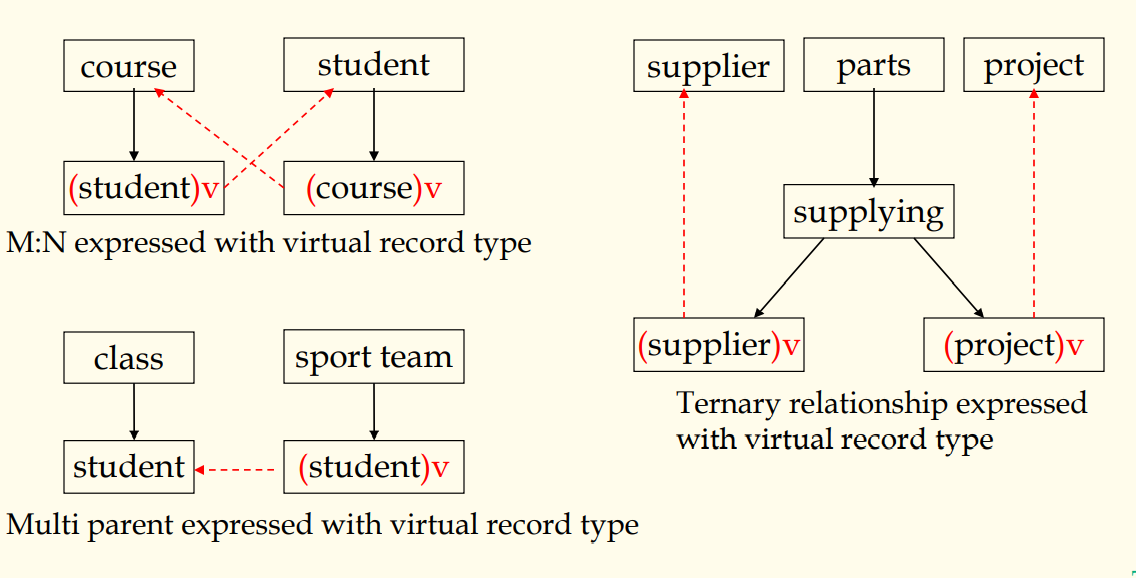 course
student
(student)v
(course)v
M:N expressed with virtual record type
class
sport team
student
(student)v
Multi parent expressed with virtual record type
supplier
parts
project
supplying
(supplier)v
(project)v
Ternary relationship expressed
with virtual record type